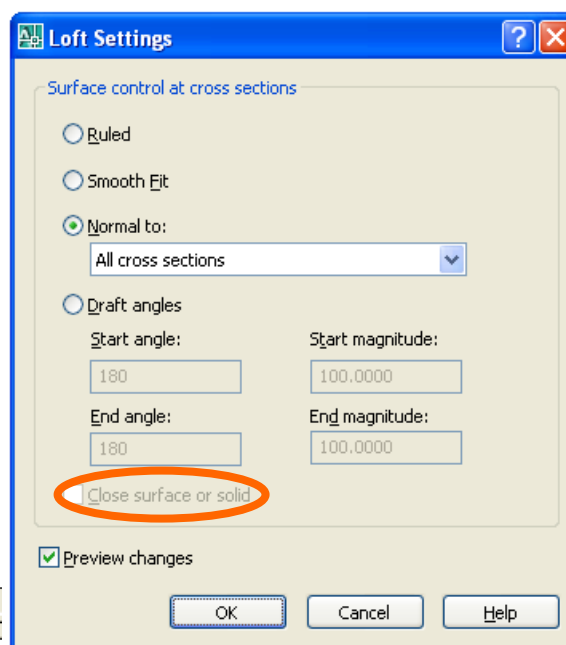 Loft Settings
Surface control at cross sections
Ruled
Smooth Fit
Normal to:
All cross sections
Draft angles
Start angle:
Start magnitude:
180
100.0000
End angle:
End magnitude:
180
100.0000
Close surface or solid
Preview changes
OK
Cancel
Help